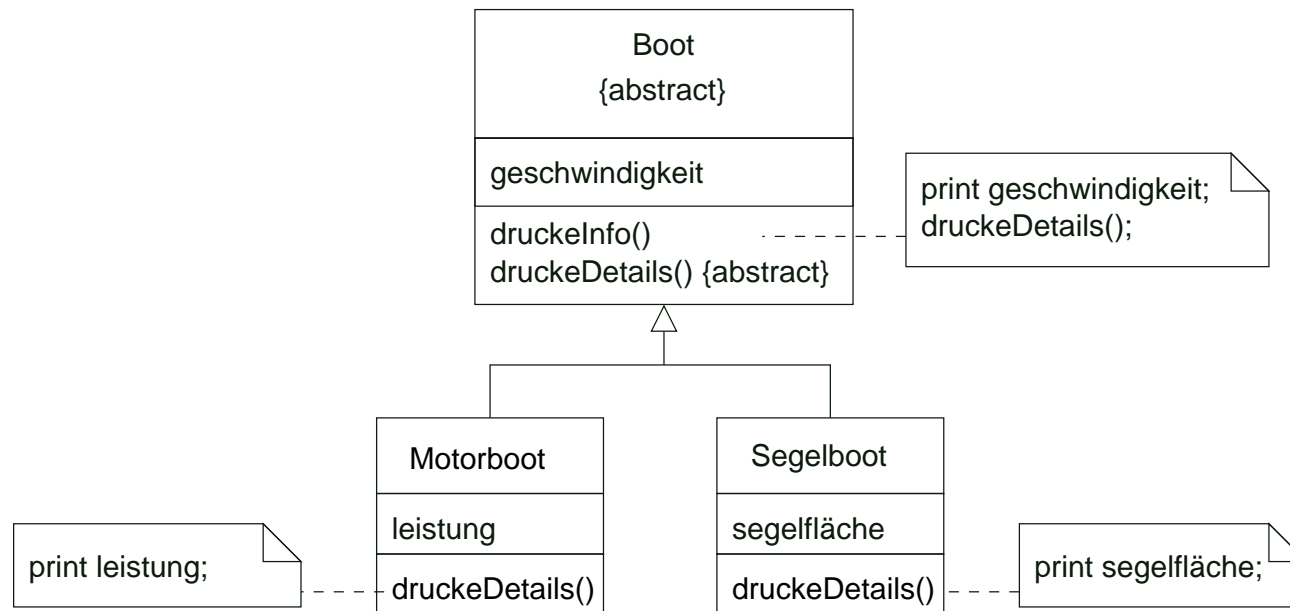 Boot
{abstract}
geschwindigkeit
druckeInfo()
druckeDetails() {abstract}
print geschwindigkeit;
druckeDetails();
Motorboot
leistung
druckeDetails()
print leistung;
Segelboot
segelfläche
druckeDetails()
print segelfläche;